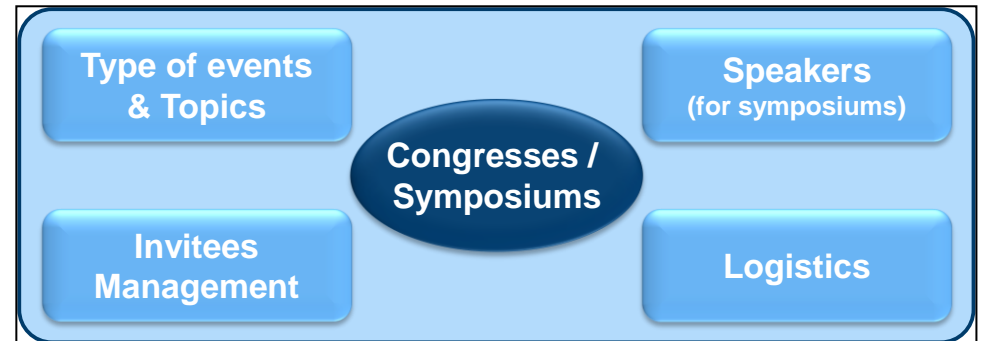 Type of events
& Topics
Speakers
(for symposiums)
Congresses /
Symposiums
Invitees
Management
Logistics